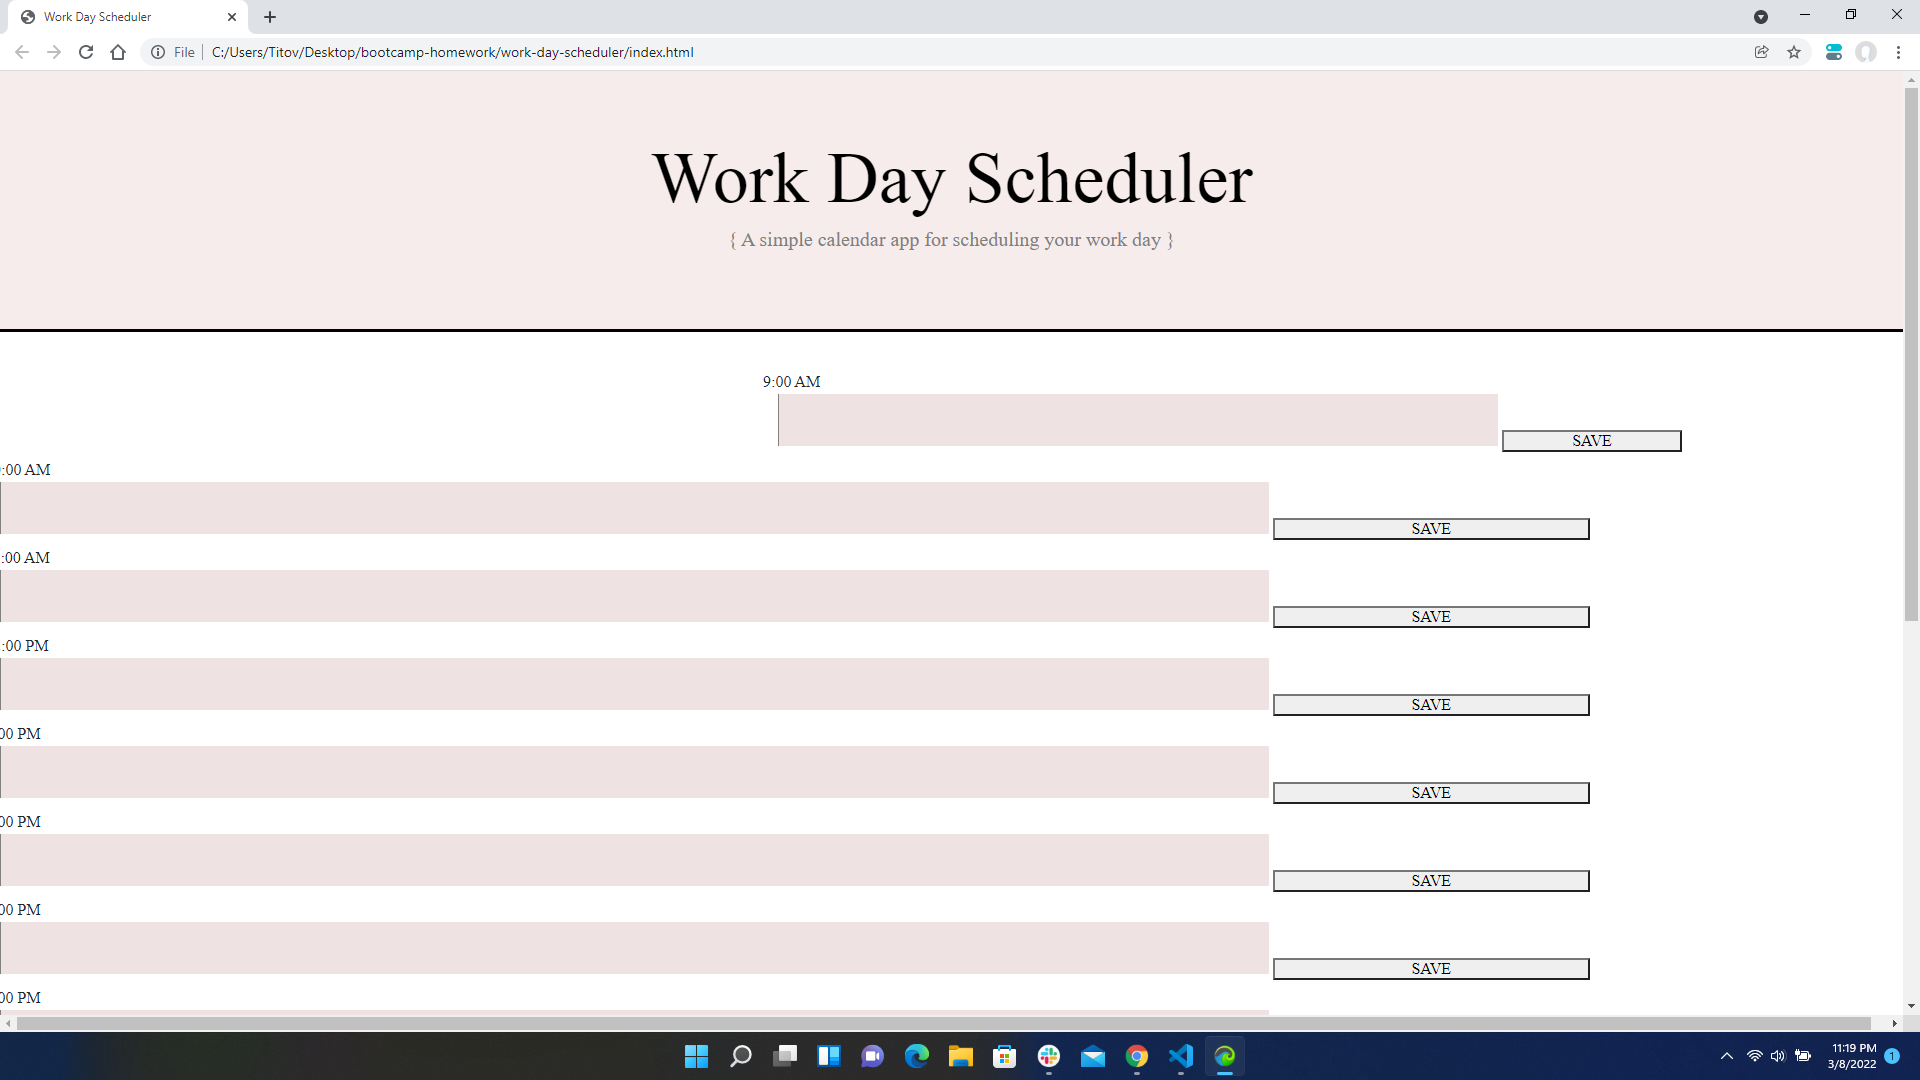 Work Day Scheduler
File
C:/Users/Titov/Desktop/bootcamp-homework/work-day-scheduler/index.html
Work Day Scheduler
{ A simple calendar app for scheduling your work day }
9:00 AM
SAVE
:00 AM
SAVE
:00 AM
SAVE
:00 PM
SAVE
00 PM
SAVE
00 PM
SAVE
00 PM
SAVE
00 PM
11:19 PM
3/8/2022
1